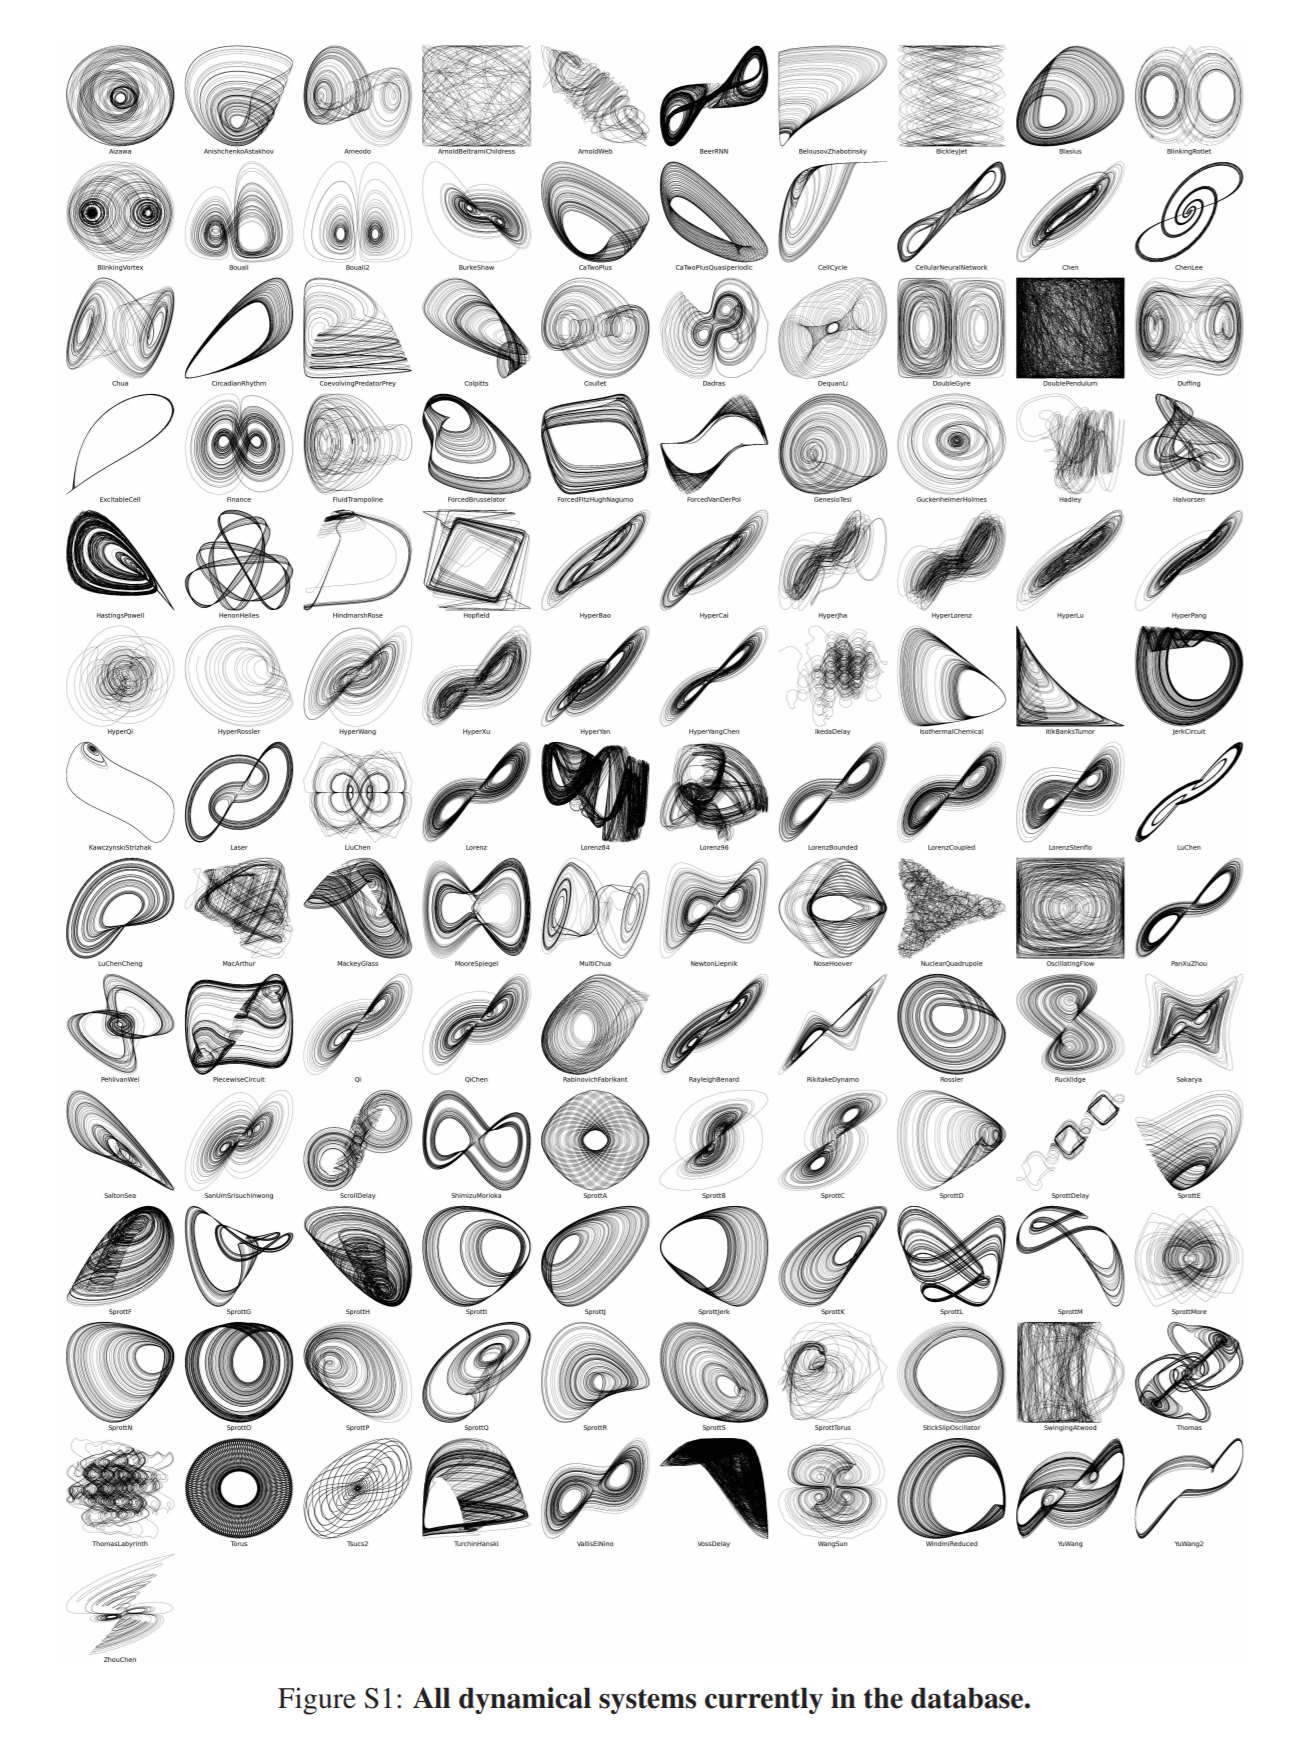 Aizawa AnishchenkoAstakhov Arneodo ArnoldBeltramiChildress ArnoldWeb BeerRNN BelousovZhabotinsky BickleyJet Blasius BlinkingRotlet
BlinkingVortex Bouali Bouali2 BurkeShaw CaTwoPlus CaTwoPlusQuasiperiodic CellCycle CellularNeuralNetwork Chen ChenLee
Chua CircadianRhythm CoevolvingPredatorPrey Colpitts Coullet Dadras DequanLi DoubleGyre DoublePendulum Duffing
ExcitableCell Finance FluidTrampoline ForcedBrusselator ForcedFitzHughNagumo ForcedVanDerPol GenesioTesi GuckenheimerHolmes Hadley Halvorsen
HastingsPowell HenonHeiles HindmarshRose Hopfield HyperBao HyperCai HyperJha HyperLorenz HyperLu HyperPang
HyperQi HyperRossler HyperWang HyperXu HyperYan HyperYangChen IkedaDelay IsothermalChemical ItikBanksTumor JerkCircuit
KawczynskiStrizhak Laser LiuChen Lorenz Lorenz84 Lorenz96 LorenzBounded LorenzCoupled LorenzStenflo LuChen
LuChenCheng MacArthur MackeyGlass MooreSpiegel MultiChua NewtonLiepnik NoseHoover NuclearQuadrupole OscillatingFlow PanXuZhou
PehlivanWei PiecewiseCircuit Qi QiChen RabinovichFabrikant RayleighBenard RikitakeDynamo Rossler Rucklidge Sakarya
SaltonSea SanUmSrisuchinwong ScrollDelay ShimizuMorioka SprottA SprottB SprottC SprottD SprottDelay SprottE
SprottF SprottG SprottH SprottI SprottJ SprottJerk SprottK SprottL SprottM SprottMore
SprottN SprottO SprottP SprottQ SprottR SprottS SprottTorus StickSlipOscillator SwingingAtwood Thomas
ThomasLabyrinth Torus Tsucs2 TurchinHanski VallisElNino VossDelay WangSun WindmiReduced YuWang YuWang2
ZhouChen
Figure S1: All dynamical systems currently in the database.